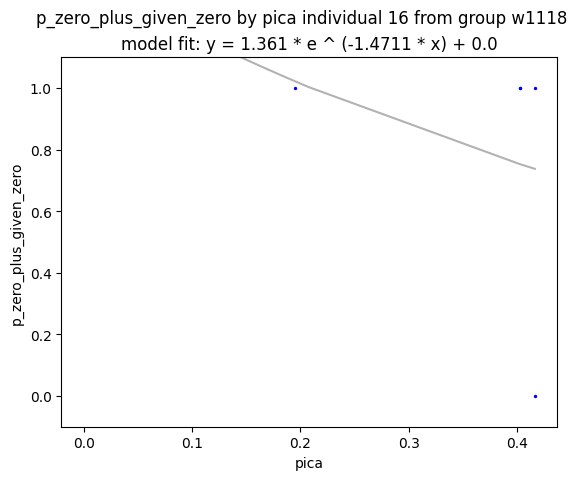 p_zero_plus_given_zero by pica individual 16 from group w1118
model fit: y = 1.361 * e ^ (-1.4711 * x) + 0.0
1.0
0.8
0.6
0.4
0.2
0.0
p_zero_plus_given_zero
0.0 0.1 0.2 0.3 0.4
pica